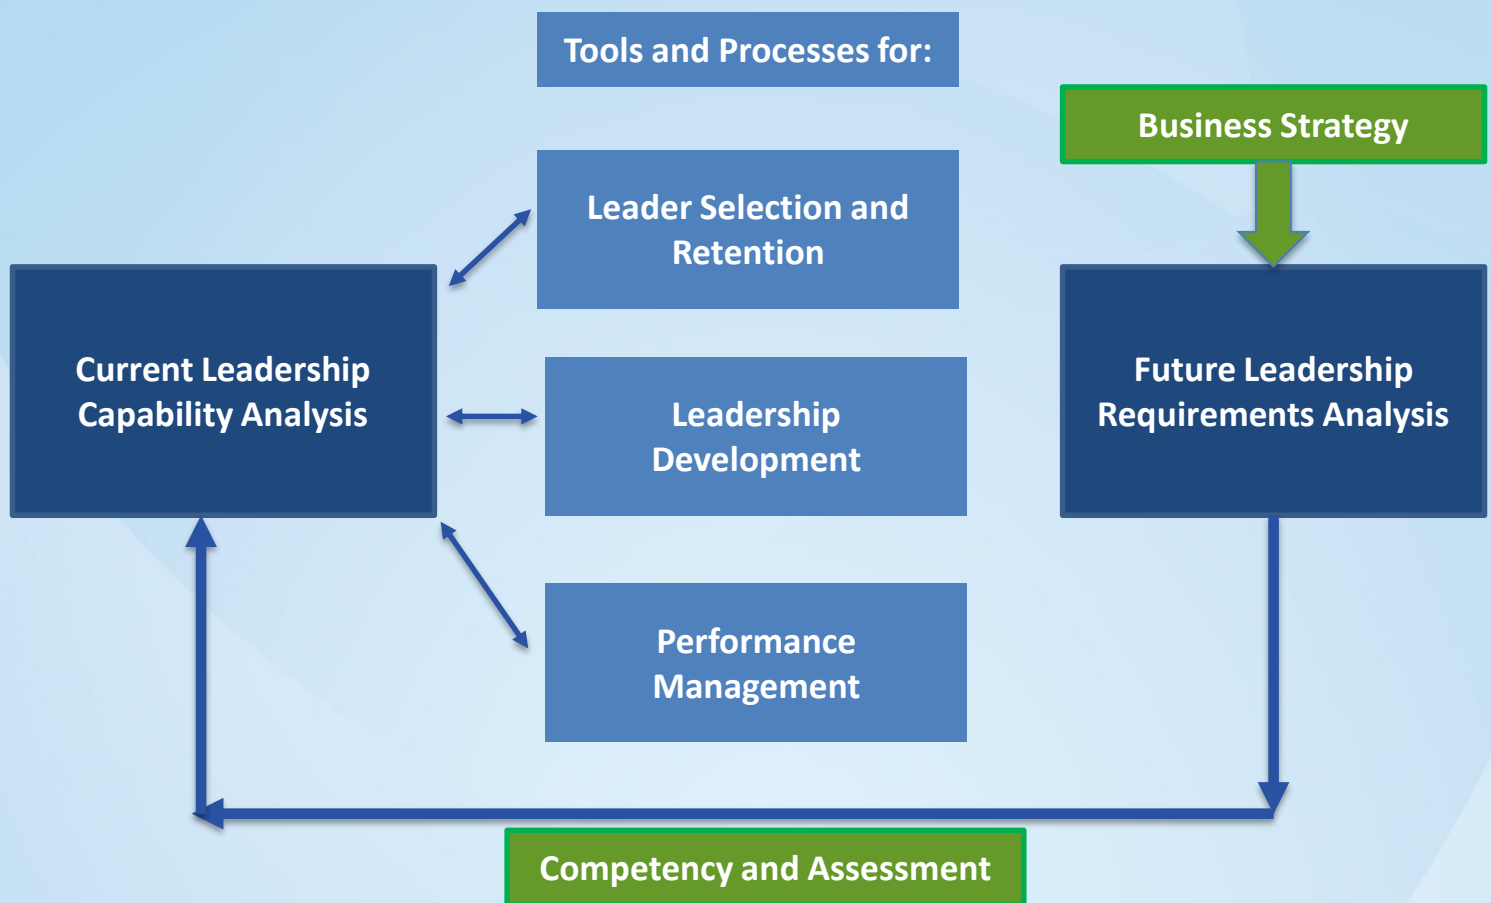 Tools and Processes for:
Business Strategy
Leader Selection and
Retention
Current Leadership
Capability Analysis
Leadership
Development
Future Leadership
Requirements Analysis
Performance
Management
Competency and Assessment